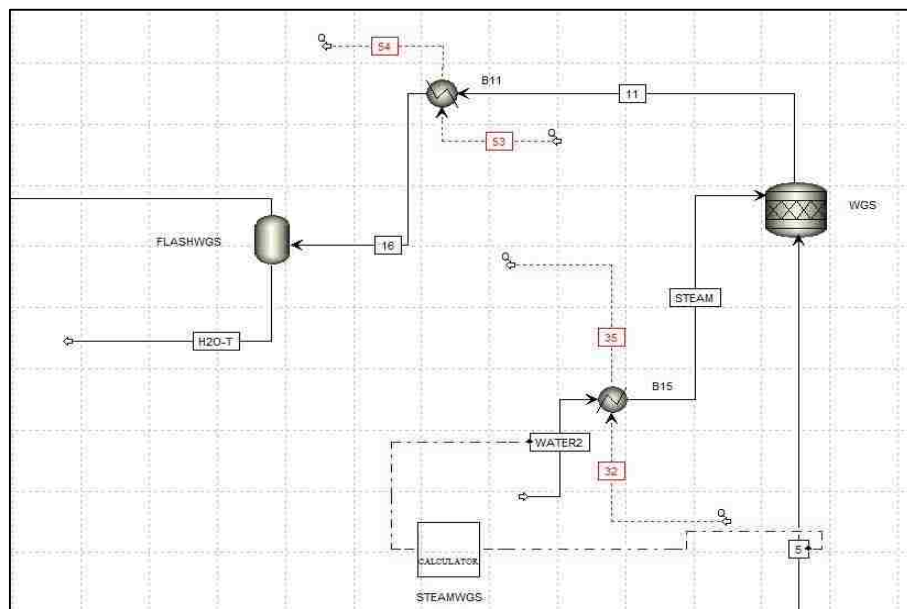 Q
54
B11
11
53
Q
WGS
FLASHWGS
16
Q
STEAM
H2O-T
35
B15
WATER2
32
Q
CALCULATOR
5
STEAMWGS